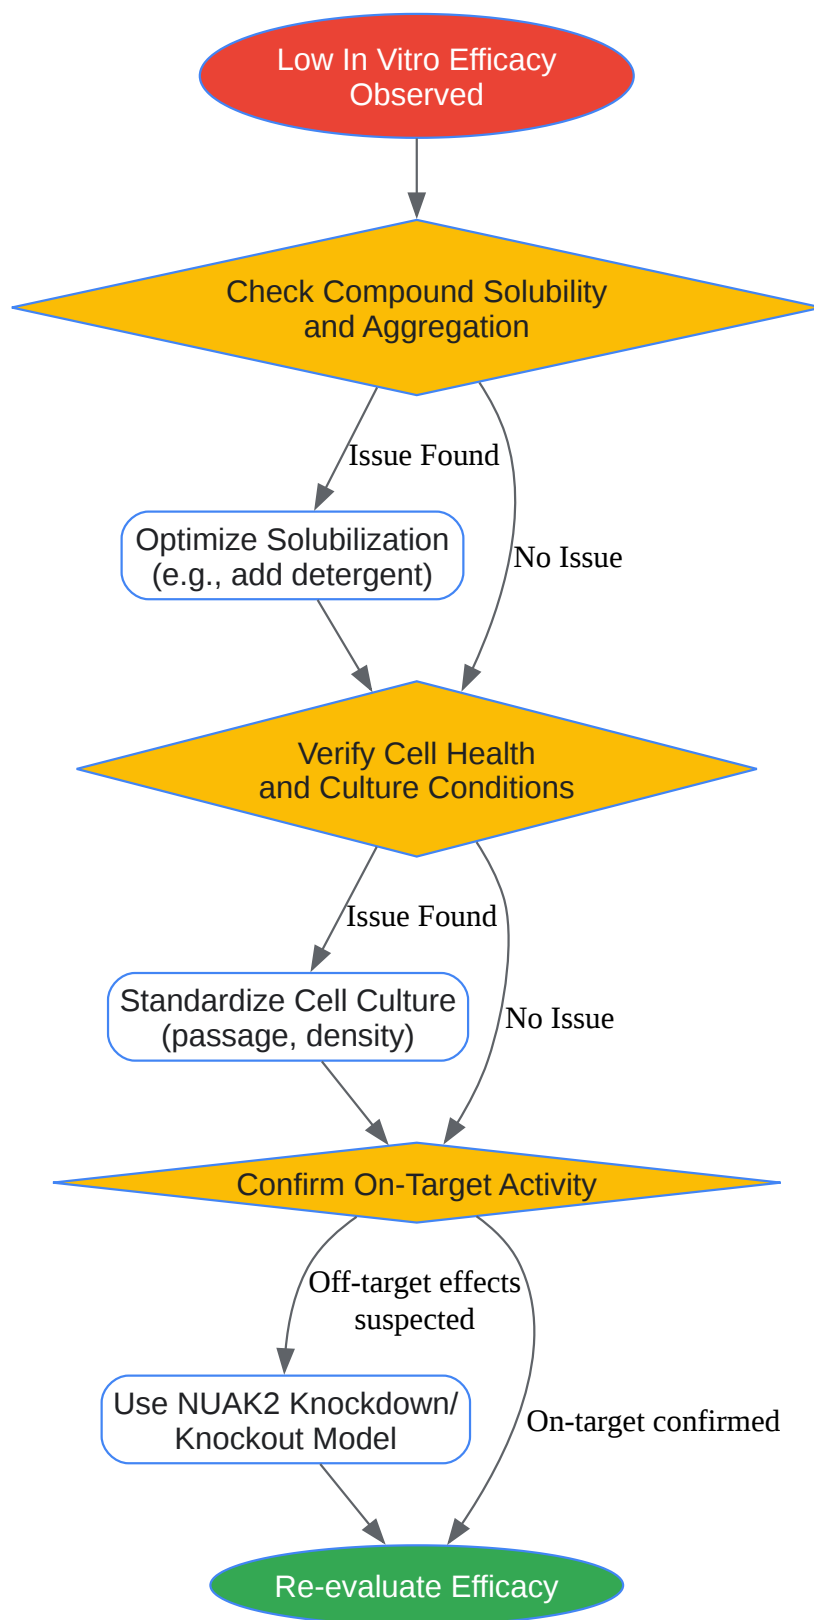 Low In Vitro Efficacy
Observed
Check Compound Solubility
and Aggregation
Issue Found
Optimize Solubilization
(e.g., add detergent)
No Issue
Verify Cell Health
and Culture Conditions
Issue Found
Standardize Cell Culture
(passage, density)
No Issue
Confirm On-Target Activity
Off-target effects
suspected
Use NUAK2 Knockdown/
Knockout Model
On-target confirmed
Re-evaluate Efficacy